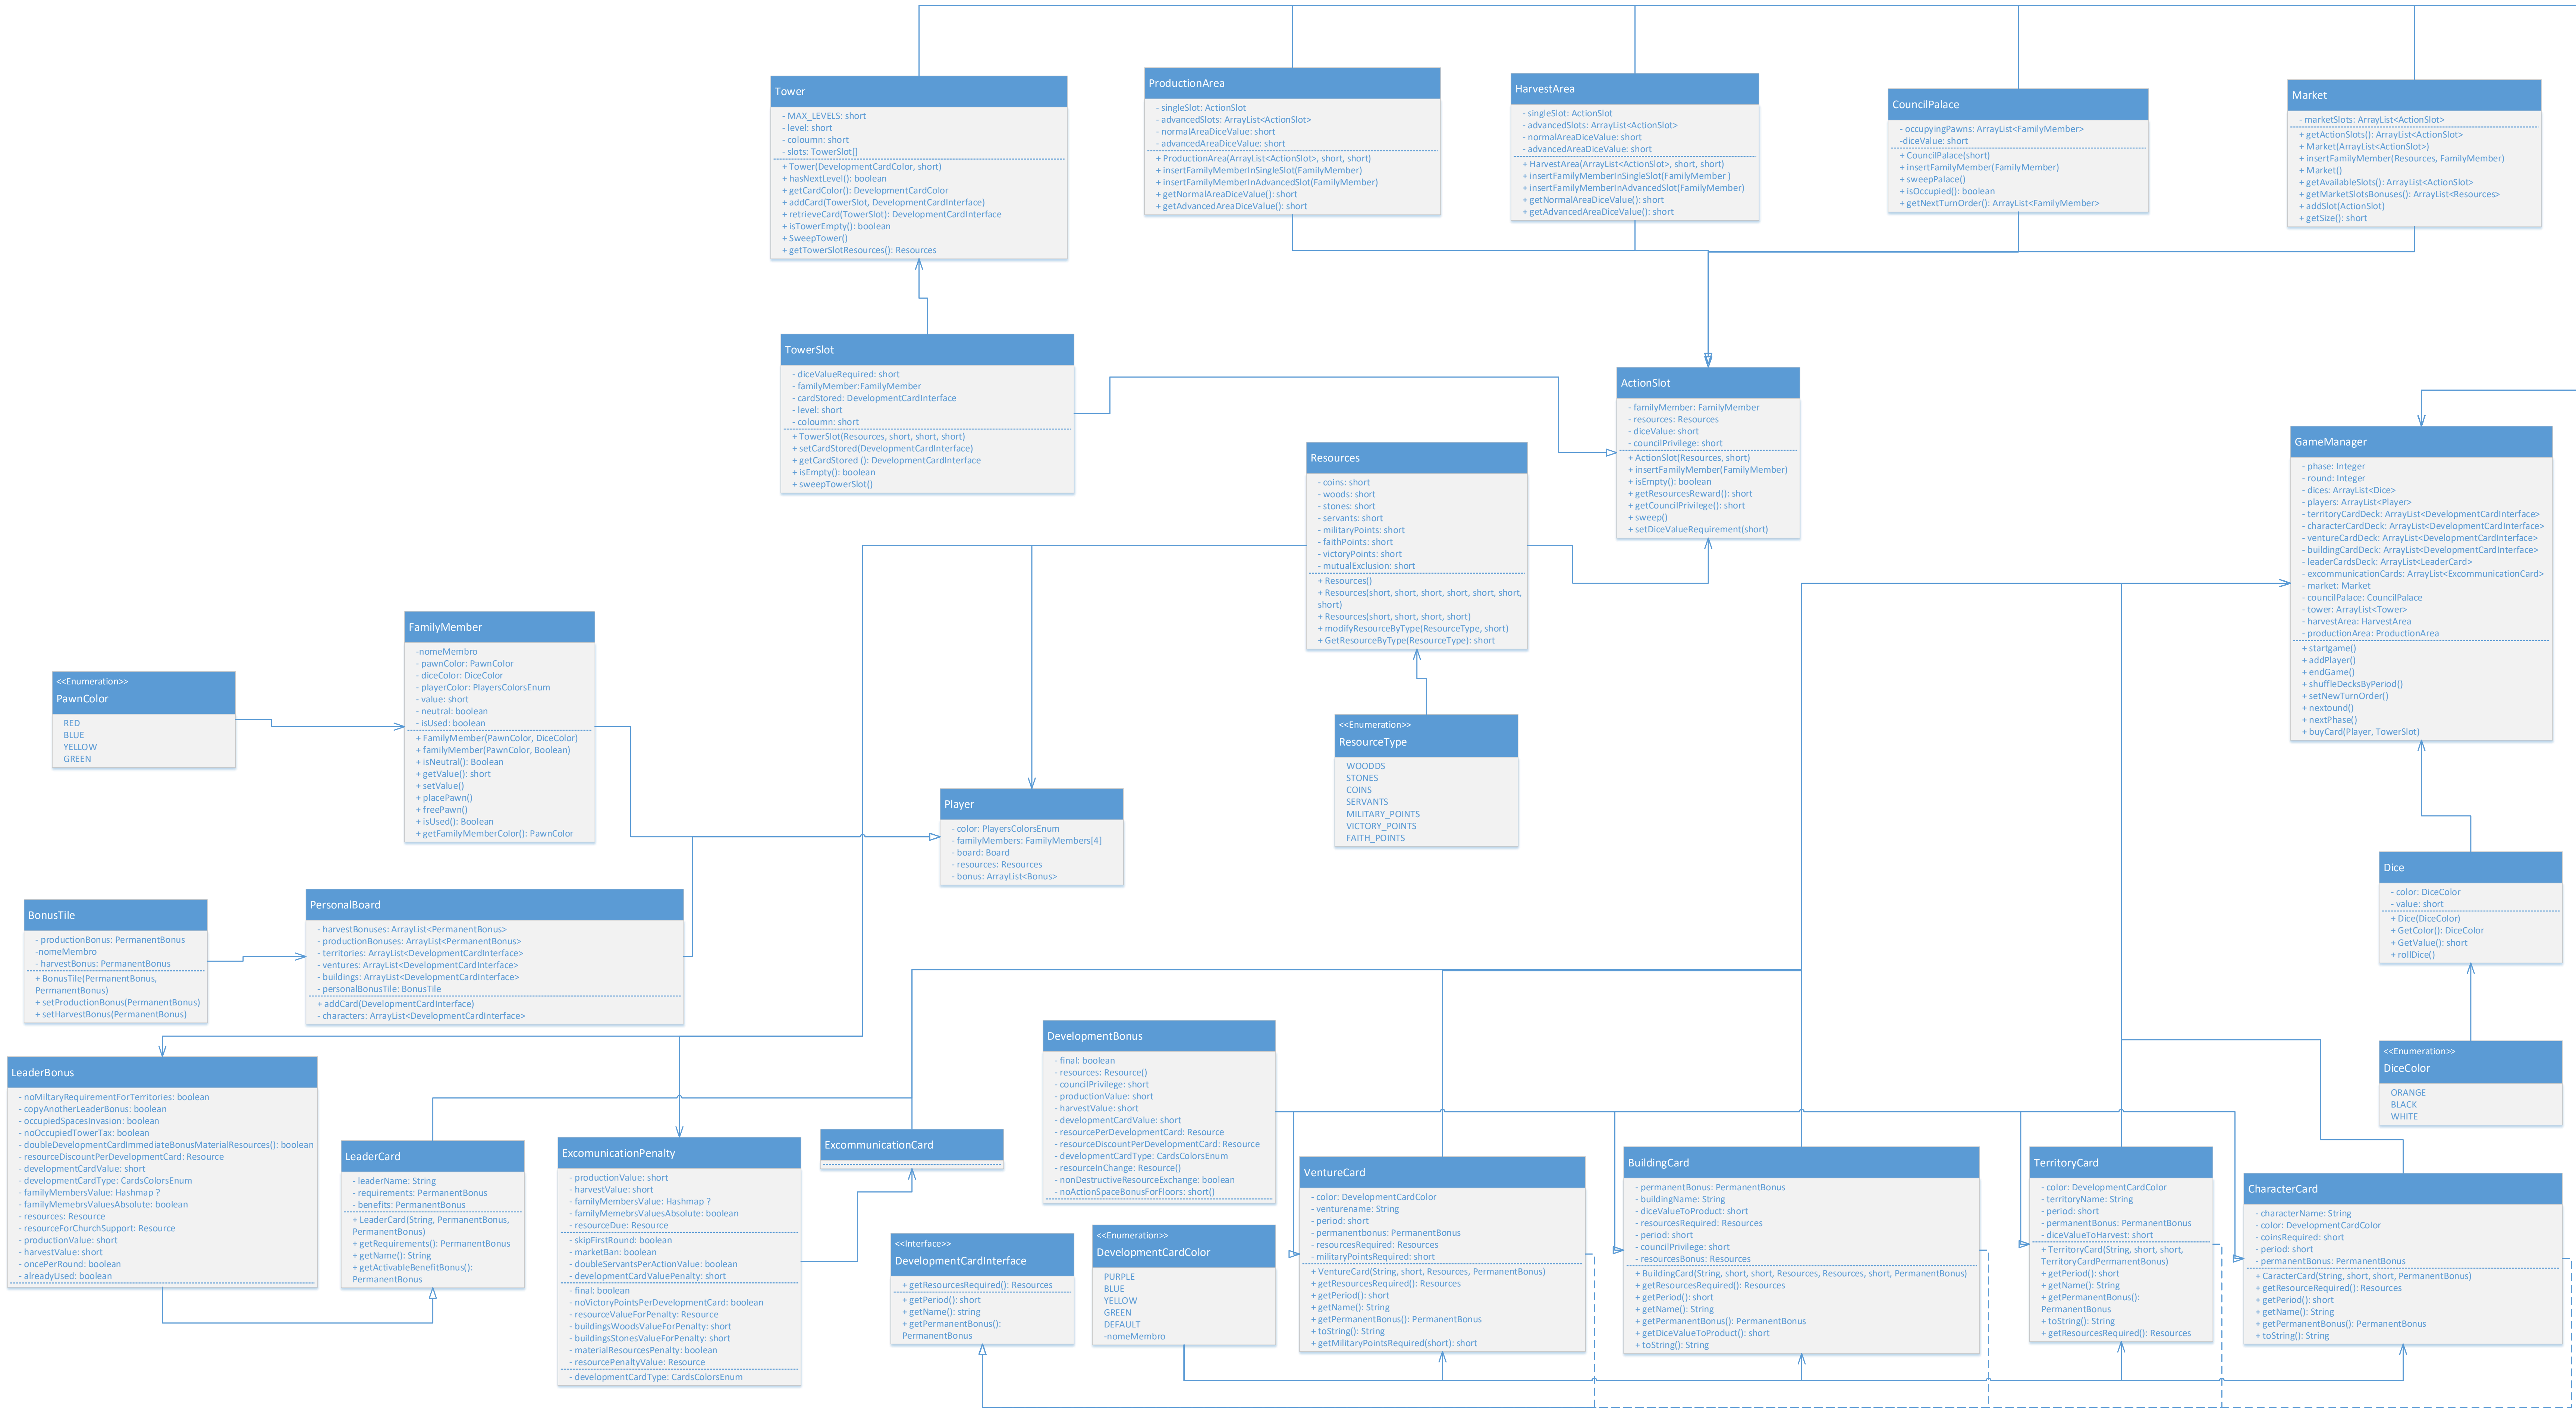 Tower
- MAX_LEVELS: short
- level: short
- coloumn: short
- slots: TowerSlot[]
+ Tower(DevelopmentCardColor, short)
+ hasNextLevel(): boolean
+ getCardColor(): DevelopmentCardColor
+ addCard(TowerSlot, DevelopmentCardInterface)
+ retrieveCard(TowerSlot): DevelopmentCardInterface
+ isTowerEmpty(): boolean
+ SweepTower()
+ getTowerSlotResources(): Resources
ProductionArea
- singleSlot: ActionSlot
- advancedSlots: ArrayList<ActionSlot>
- normalAreaDiceValue: short
- advancedAreaDiceValue: short
+ ProductionArea(ArrayList<ActionSlot>, short, short)
+ insertFamilyMemberInSingleSlot(FamilyMember)
+ insertFamilyMemberInAdvancedSlot(FamilyMember)
+ getNormalAreaDiceValue(): short
+ getAdvancedAreaDiceValue(): short
HarvestArea
- singleSlot: ActionSlot
- advancedSlots: ArrayList<ActionSlot>
- normalAreaDiceValue: short
- advancedAreaDiceValue: short
+ HarvestArea(ArrayList<ActionSlot>, short, short)
+ insertFamilyMemberInSingleSlot(FamilyMember )
+ insertFamilyMemberInAdvancedSlot(FamilyMember)
+ getNormalAreaDiceValue(): short
+ getAdvancedAreaDiceValue(): short
CouncilPalace
- occupyingPawns: ArrayList<FamilyMember>
-diceValue: short
+ CouncilPalace(short)
+ insertFamilyMember(FamilyMember)
+ sweepPalace()
+ isOccupied(): boolean
+ getNextTurnOrder(): ArrayList<FamilyMember>
Market
- marketSlots: ArrayList<ActionSlot>
+ getActionSlots(): ArrayList<ActionSlot>
+ Market(ArrayList<ActionSlot>)
+ insertFamilyMember(Resources, FamilyMember)
+ Market()
+ getAvailableSlots(): ArrayList<ActionSlot>
+ getMarketSlotsBonuses(): ArrayList<Resources>
+ addSlot(ActionSlot)
+ getSize(): short
TowerSlot
- diceValueRequired: short
- familyMember:FamilyMember
- cardStored: DevelopmentCardInterface
- level: short
- coloumn: short
+ TowerSlot(Resources, short, short, short)
+ setCardStored(DevelopmentCardInterface)
+ getCardStored (): DevelopmentCardInterface
+ isEmpty(): boolean
+ sweepTowerSlot()
ActionSlot
- familyMember: FamilyMember
- resources: Resources
- diceValue: short
- councilPrivilege: short
+ ActionSlot(Resources, short)
+ insertFamilyMember(FamilyMember)
+ isEmpty(): boolean
+ getResourcesReward(): short
+ getCouncilPrivilege(): short
+ sweep()
+ setDiceValueRequirement(short)
Resources
- coins: short
- woods: short
- stones: short
- servants: short
- militaryPoints: short
- faithPoints: short
- victoryPoints: short
- mutualExclusion: short
+ Resources()
+ Resources(short, short, short, short, short, short,
short)
+ Resources(short, short, short, short)
+ modifyResourceByType(ResourceType, short)
+ GetResourceByType(ResourceType): short
GameManager
- phase: Integer
- round: Integer
- dices: ArrayList<Dice>
- players: ArrayList<Player>
- territoryCardDeck: ArrayList<DevelopmentCardInterface>
- characterCardDeck: ArrayList<DevelopmentCardInterface>
- ventureCardDeck: ArrayList<DevelopmentCardInterface>
- buildingCardDeck: ArrayList<DevelopmentCardInterface>
- leaderCardsDeck: ArrayList<LeaderCard>
- excommunicationCards: ArrayList<ExcommunicationCard>
- market: Market
- councilPalace: CouncilPalace
- tower: ArrayList<Tower>
- harvestArea: HarvestArea
- productionArea: ProductionArea
+ startgame()
+ addPlayer()
+ endGame()
+ shuffleDecksByPeriod()
+ setNewTurnOrder()
+ nextound()
+ nextPhase()
+ buyCard(Player, TowerSlot)
FamilyMember
-nomeMembro
- pawnColor: PawnColor
- diceColor: DiceColor
- playerColor: PlayersColorsEnum
- value: short
- neutral: boolean
- isUsed: boolean
+ FamilyMember(PawnColor, DiceColor)
+ familyMember(PawnColor, Boolean)
+ isNeutral(): Boolean
+ getValue(): short
+ setValue()
+ placePawn()
+ freePawn()
+ isUsed(): Boolean
+ getFamilyMemberColor(): PawnColor
<<Enumeration>>
PawnColor
RED
BLUE
YELLOW
GREEN
<<Enumeration>>
ResourceType
WOODDS
STONES
COINS
SERVANTS
MILITARY_POINTS
VICTORY_POINTS
FAITH_POINTS
Player
- color: PlayersColorsEnum
- familyMembers: FamilyMembers[4]
- board: Board
- resources: Resources
- bonus: ArrayList<Bonus>
Dice
- color: DiceColor
- value: short
+ Dice(DiceColor)
+ GetColor(): DiceColor
+ GetValue(): short
+ rollDice()
BonusTile
- productionBonus: PermanentBonus
-nomeMembro
- harvestBonus: PermanentBonus
+ BonusTile(PermanentBonus,
PermanentBonus)
+ setProductionBonus(PermanentBonus)
+ setHarvestBonus(PermanentBonus)
PersonalBoard
- harvestBonuses: ArrayList<PermanentBonus>
- productionBonuses: ArrayList<PermanentBonus>
- territories: ArrayList<DevelopmentCardInterface>
- ventures: ArrayList<DevelopmentCardInterface>
- buildings: ArrayList<DevelopmentCardInterface>
- personalBonusTile: BonusTile
+ addCard(DevelopmentCardInterface)
- characters: ArrayList<DevelopmentCardInterface>
<<Enumeration>>
DiceColor
ORANGE
BLACK
WHITE
LeaderBonus
- noMiltaryRequirementForTerritories: boolean
- copyAnotherLeaderBonus: boolean
- occupiedSpacesInvasion: boolean
- noOccupiedTowerTax: boolean
- doubleDevelopmentCardImmediateBonusMaterialResources(): boolean
- resourceDiscountPerDevelopmentCard: Resource
- developmentCardValue: short
- developmentCardType: CardsColorsEnum
- familyMembersValue: Hashmap ?
- familyMemebrsValuesAbsolute: boolean
- resources: Resource
- resourceForChurchSupport: Resource
- productionValue: short
- harvestValue: short
- oncePerRound: boolean
- alreadyUsed: boolean
LeaderCard
- leaderName: String
- requirements: PermanentBonus
- benefits: PermanentBonus
+ LeaderCard(String, PermanentBonus,
PermanentBonus)
+ getRequirements(): PermanentBonus
+ getName(): String
+ getActivableBenefitBonus():
PermanentBonus
ExcomunicationPenalty
- productionValue: short
- harvestValue: short
- familyMembersValue: Hashmap ?
- familyMemebrsValuesAbsolute: boolean
- resourceDue: Resource
- skipFirstRound: boolean
- marketBan: boolean
- doubleServantsPerActionValue: boolean
- developmentCardValuePenalty: short
- final: boolean
- noVictoryPointsPerDevelopmentCard: boolean
- resourceValueForPenalty: Resource
- buildingsWoodsValueForPenalty: short
- buildingsStonesValueForPenalty: short
- materialResourcesPenalty: boolean
- resourcePenaltyValue: Resource
- developmentCardType: CardsColorsEnum
ExcommunicationCard
DevelopmentBonus
- final: boolean
- resources: Resource()
- councilPrivilege: short
- productionValue: short
- harvestValue: short
- developmentCardValue: short
- resourcePerDevelopmentCard: Resource
- resourceDiscountPerDevelopmentCard: Resource
- developmentCardType: CardsColorsEnum
- resourceInChange: Resource()
- nonDestructiveResourceExchange: boolean
- noActionSpaceBonusForFloors: short()
<<Interface>>
DevelopmentCardInterface
+ getResourcesRequired(): Resources
+ getPeriod(): short
+ getName(): string
+ getPermanentBonus():
PermanentBonus
<<Enumeration>>
DevelopmentCardColor
PURPLE
BLUE
YELLOW
GREEN
DEFAULT
-nomeMembro
VentureCard
- color: DevelopmentCardColor
- venturename: String
- period: short
- permanentbonus: PermanentBonus
- resourcesRequired: Resources
- militaryPointsRequired: short
+ VentureCard(String, short, Resources, PermanentBonus)
+ getResourcesRequired(): Resources
+ getPeriod(): short
+ getName(): String
+ getPermanentBonus(): PermanentBonus
+ toString(): String
+ getMilitaryPointsRequired(short): short
BuildingCard
- permanentBonus: PermanentBonus
- buildingName: String
- diceValueToProduct: short
- resourcesRequired: Resources
- period: short
- councilPrivilege: short
- resourcesBonus: Resources
+ BuildingCard(String, short, short, Resources, Resources, short, PermanentBonus)
+ getResourcesRequired(): Resources
+ getPeriod(): short
+ getName(): String
+ getPermanentBonus(): PermanentBonus
+ getDiceValueToProduct(): short
+ toString(): String
TerritoryCard
- color: DevelopmentCardColor
- territoryName: String
- period: short
- permanentBonus: PermanentBonus
- diceValueToHarvest: short
+ TerritoryCard(String, short, short,
TerritoryCardPermanentBonus)
+ getPeriod(): short
+ getName(): String
+ getPermanentBonus():
PermanentBonus
+ toString(): String
+ getResourcesRequired(): Resources
CharacterCard
- characterName: String
- color: DevelopmentCardColor
- coinsRequired: short
- period: short
- permanentBonus: PermanentBonus
+ CaracterCard(String, short, short, PermanentBonus)
+ getResourceRequired(): Resources
+ getPeriod(): short
+ getName(): String
+ getPermanentBonus(): PermanentBonus
+ toString(): String